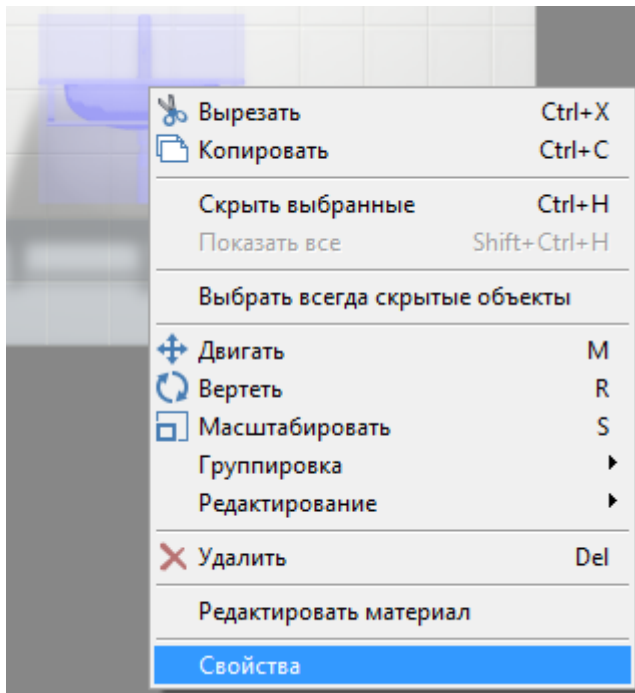 Вырезать Ctrl+X
Копировать Ctrl+C
Скрыть выбранные Ctrl+H
Показать все Shift+Ctrl+H
Выбрать всегда скрытые объекты
Двигать M
Вертеть R
Масштабировать S
Группировка
Редактирование
Удалить Del
Редактировать материал
Свойства